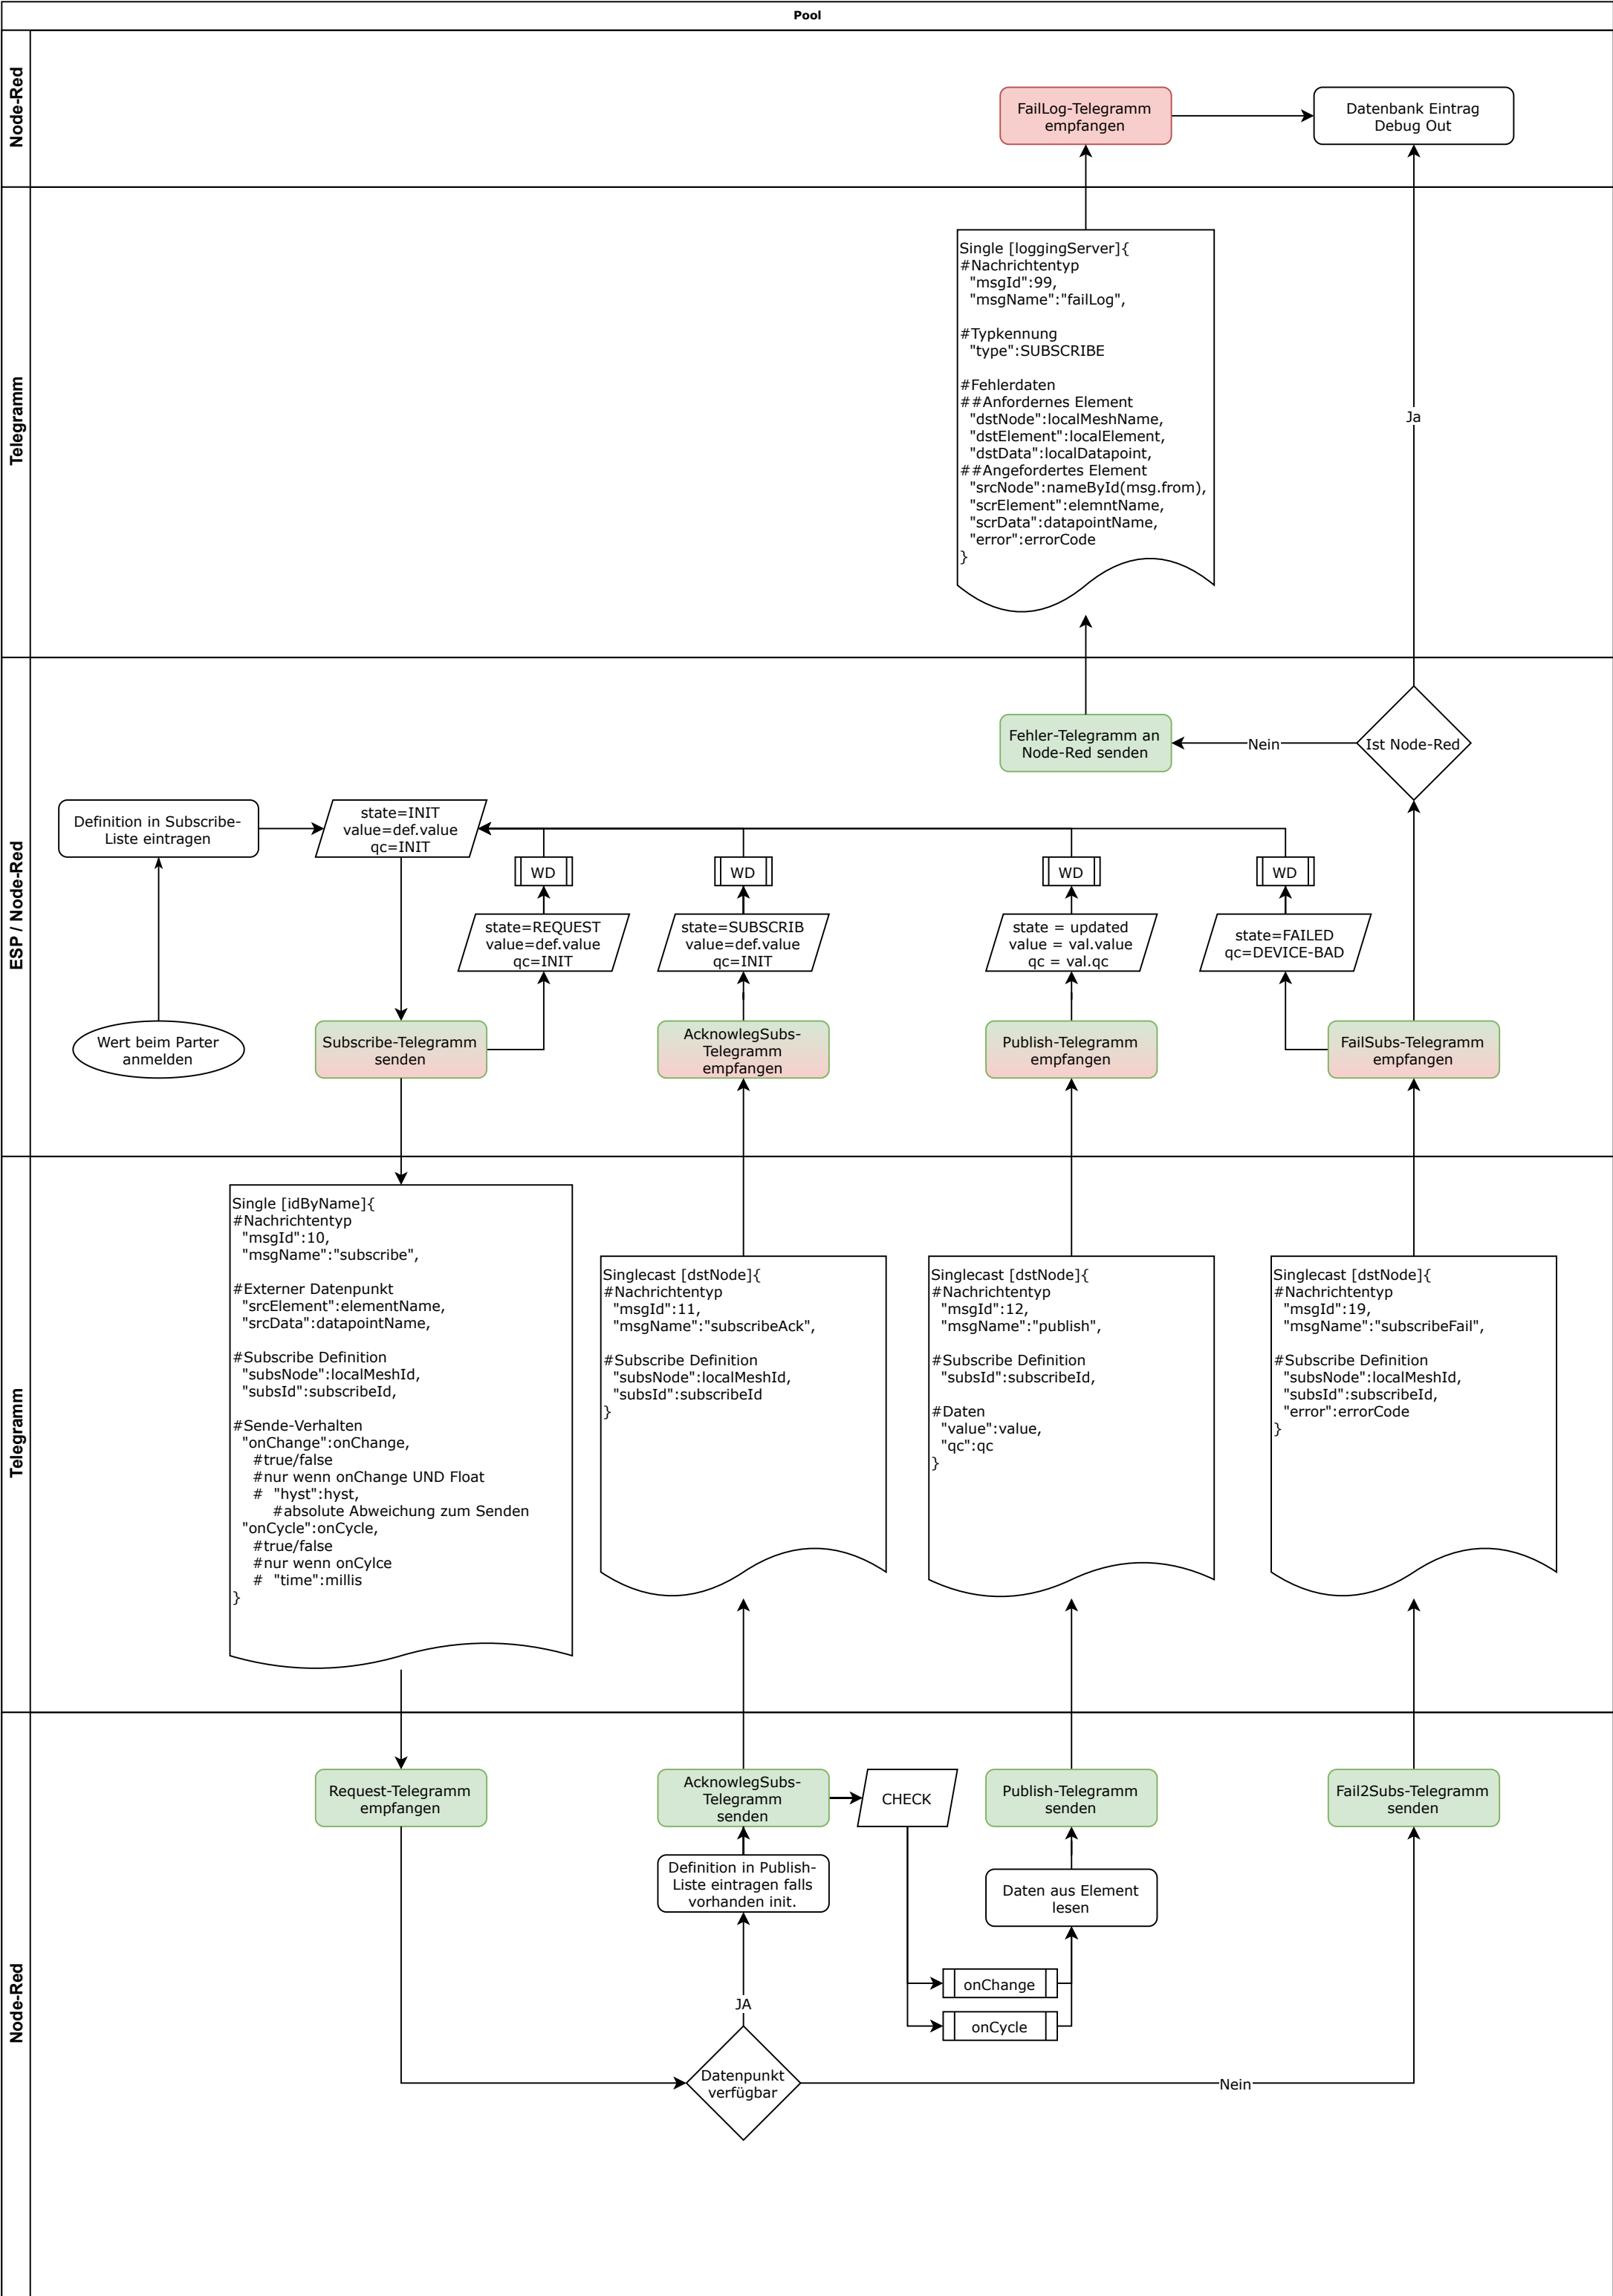 Pool
Node-Red
FailLog-Telegramm
empfangen
Datenbank Eintrag
Debug Out
Telegramm
Single [loggingServer]{
#Nachrichtentyp
"msgId":99,
"msgName":"failLog",
#Typkennung
"type":SUBSCRIBE
#Fehlerdaten
##Anfordernes Element
"dstNode":localMeshName,
"dstElement":localElement,
"dstData":localDatapoint,
##Angefordertes Element
"srcNode":nameById(msg.from),
"scrElement":elemntName,
"scrData":datapointName,
"error":errorCode
}
Ja
ESP / Node-Red
Fehler-Telegramm an
Node-Red senden
Nein
Ist Node-Red
Definition in Subscribe-
Liste eintragen
state=INIT
value=def.value
qc=INIT
WD
WD
WD
WD
state=REQUEST
value=def.value
qc=INIT
state=SUBSCRIB
value=def.value
qc=INIT
state = updated
value = val.value
qc = val.qc
state=FAILED
qc=DEVICE-BAD
Wert beim Parter
anmelden
Subscribe-Telegramm
senden
AcknowlegSubs-
Telegramm
empfangen
Publish-Telegramm
empfangen
FailSubs-Telegramm
empfangen
Telegramm
Single [idByName]{
#Nachrichtentyp
"msgId":10,
"msgName":"subscribe",
#Externer Datenpunkt
"srcElement":elementName,
"srcData":datapointName,
#Subscribe Definition
"subsNode":localMeshId,
"subsId":subscribeId,
#Sende-Verhalten
"onChange":onChange,
#true/false
#nur wenn onChange UND Float
# "hyst":hyst,
#absolute Abweichung zum Senden
"onCycle":onCycle,
#true/false
#nur wenn onCylce
# "time":millis
}
Singlecast [dstNode]{
#Nachrichtentyp
"msgId":11,
"msgName":"subscribeAck",
#Subscribe Definition
"subsNode":localMeshId,
"subsId":subscribeId
}
Singlecast [dstNode]{
#Nachrichtentyp
"msgId":12,
"msgName":"publish",
#Subscribe Definition
"subsId":subscribeId,
#Daten
"value":value,
"qc":qc
}
Singlecast [dstNode]{
#Nachrichtentyp
"msgId":19,
"msgName":"subscribeFail",
#Subscribe Definition
"subsNode":localMeshId,
"subsId":subscribeId,
"error":errorCode
}
Node-Red
Request-Telegramm
empfangen
AcknowlegSubs-
Telegramm
senden
CHECK
Publish-Telegramm
senden
Fail2Subs-Telegramm
senden
Definition in Publish-
Liste eintragen falls
vorhanden init.
Daten aus Element
lesen
onChange
JA
onCycle
Datenpunkt
verfügbar
Nein